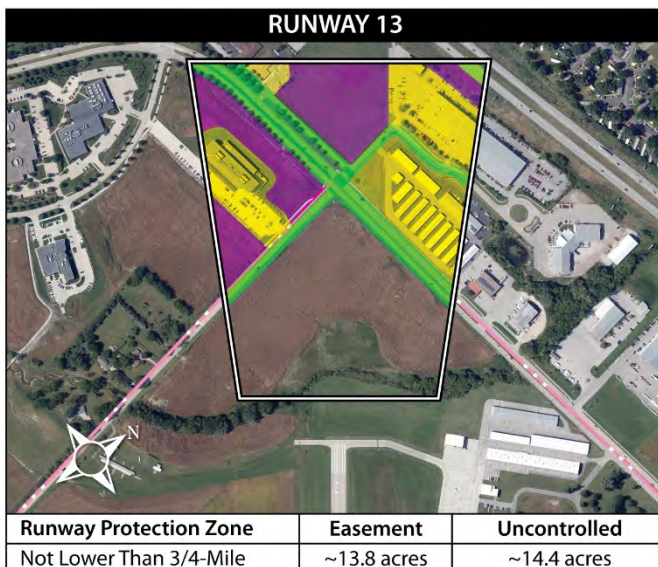 RUNWAY 13
N
Runway Protection Zone Easement Uncontrolled
Not Lower Than 3/4-Mile ~13.8 acres ~14.4 acres